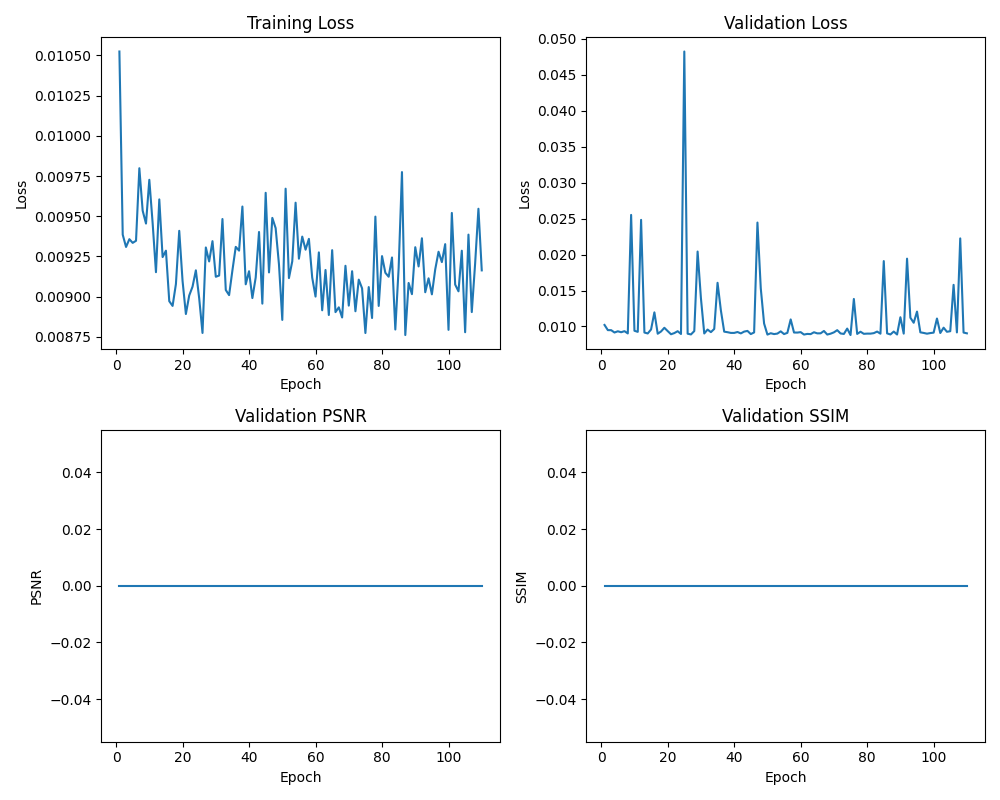 Training Loss
Validation Loss
0.01050
0.01025
0.01000
0.00975
0.00950
0.00925
0.00900
0.00875
Loss
0 20 40 60 80 100
Epoch
0.050
0.045
0.040
0.035
0.030
0.025
0.020
0.015
0.010
Loss
0 20 40 60 80 100
Epoch
Validation PSNR
Validation SSIM
0.04
0.02
0.00
−0.02
−0.04
PSNR
0 20 40 60 80 100
Epoch
0.04
0.02
0.00
−0.02
−0.04
SSIM
0 20 40 60 80 100
Epoch